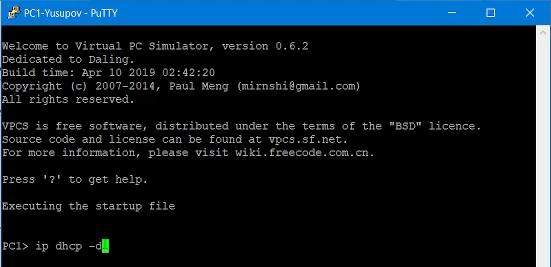 PC1-Yusupov - PuTTY
Welcome to Virtual PC Simulator, version 0.6.2
Dedicated to Daling.
Build time: Apr 10 2019 02:42:20
Copyright (c) 2007-2014, Paul Meng (mirnshi@gmail.com)
All rights reserved.
VPCS is free software, distributed under the terms of the "BSD" licence.
Source code and license can be found at vpcs.sf.net.
For more information, please visit wiki.freecode.com.cn.
Press '?' to get help.
Executing the startup file
PC1> ip dhcp -d